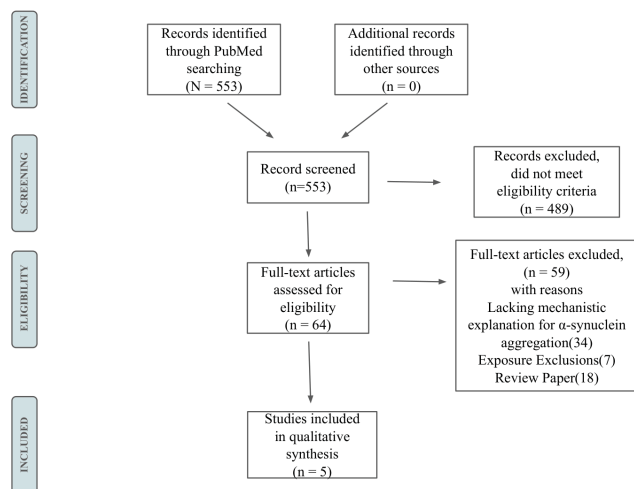 IDENTIFICATION
Records identified
through PubMed
searching
(N = 553)
Additional records
identified through
other sources
(n = 0)
SCREENING
Record screened
(n=553)
Records excluded,
did not meet
eligibility criteria
(n = 489)
ELIGIBILITY
Full-text articles
assessed for
eligibility
(n = 64)
Full-text articles excluded,
(n = 59)
with reasons
Lacking mechanistic
explanation for α-synuclein
aggregation(34)
Exposure Exclusions(7)
Review Paper(18)
INCLUDED
Studies included
in qualitative
synthesis
(n = 5)